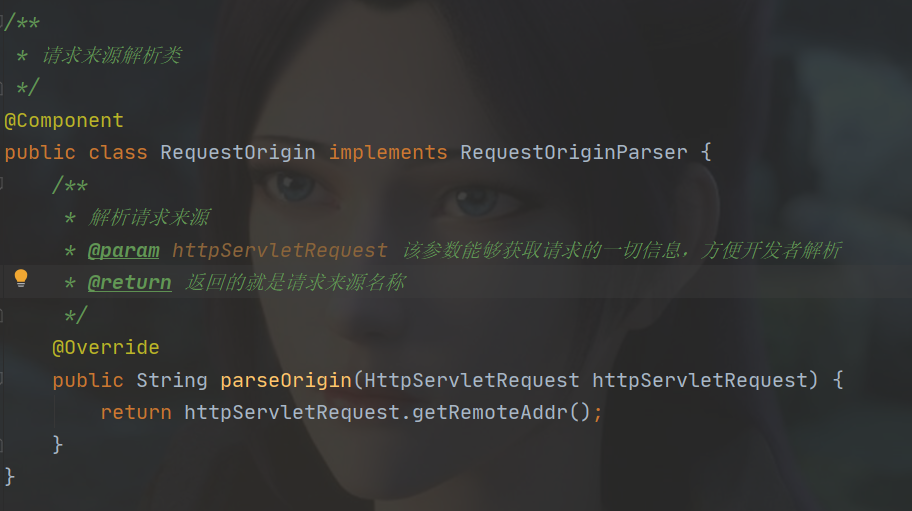 /**
 * 请求来源解析类
 */
@Component
public class RequestOrigin implements RequestOriginParser {
    /**
     * 解析请求来源
     * @param httpServletRequest 该参数能够获取请求的一切信息，方便开发者解析
     * @return 返回的就是请求来源名称
     */
    @Override
    public String parseOrigin(HttpServletRequest httpServletRequest) {
        return httpServletRequest.getRemoteAddr();
    }
}